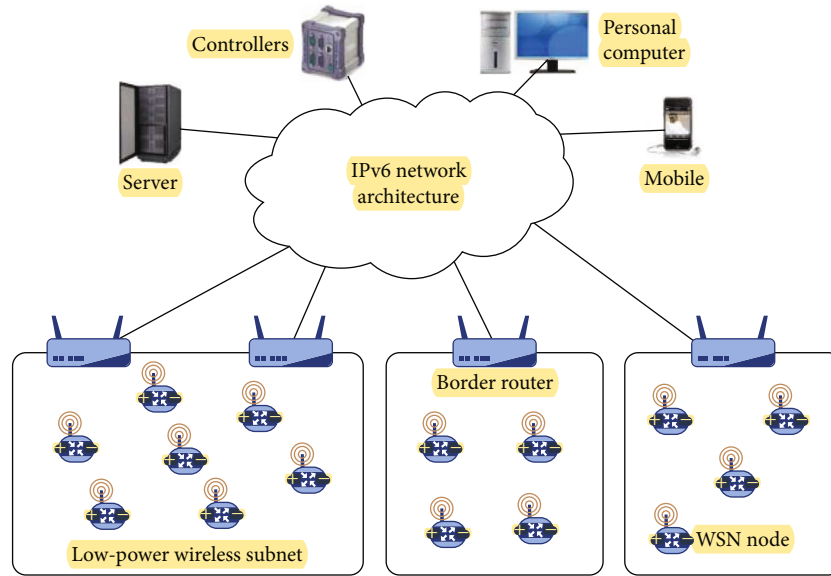 Controllers
Personal
computer
Server
IPv6 network
architecture
Mobile
Border router
Low-power wireless subnet
WSN node